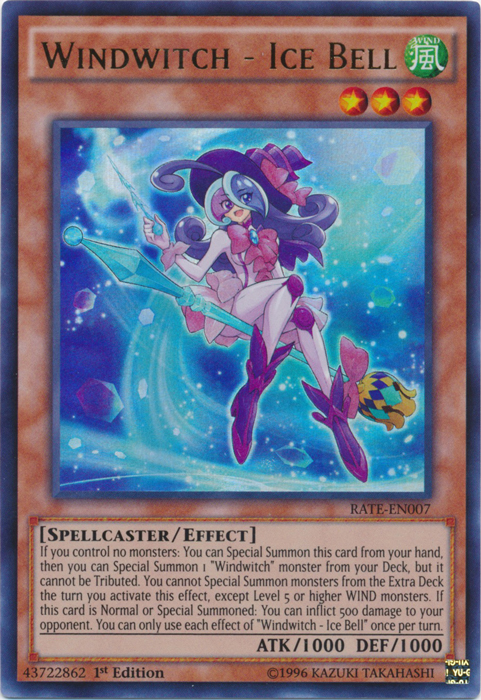 WINDWITCH - ICE BELL
WIND
風
RATE-EN007
[SPELLCASTER/EFFECT]
If you control no monsters: You can Special Summon this card from your hand,
then you can Special Summon 1 "Windwitch" monster from your Deck, but it
cannot be Tributed. You cannot Special Summon monsters from the Extra Deck
the turn you activate this effect, except Level 5 or higher WIND monsters. If
this card is Normal or Special Summoned: You can inflict 500 damage to your
opponent. You can only use each effect of "Windwitch - Ice Bell" once per turn.
ATK/1000 DEF/1000
43722862 1st Edition ©1996 KAZUKI TAKAHASHI